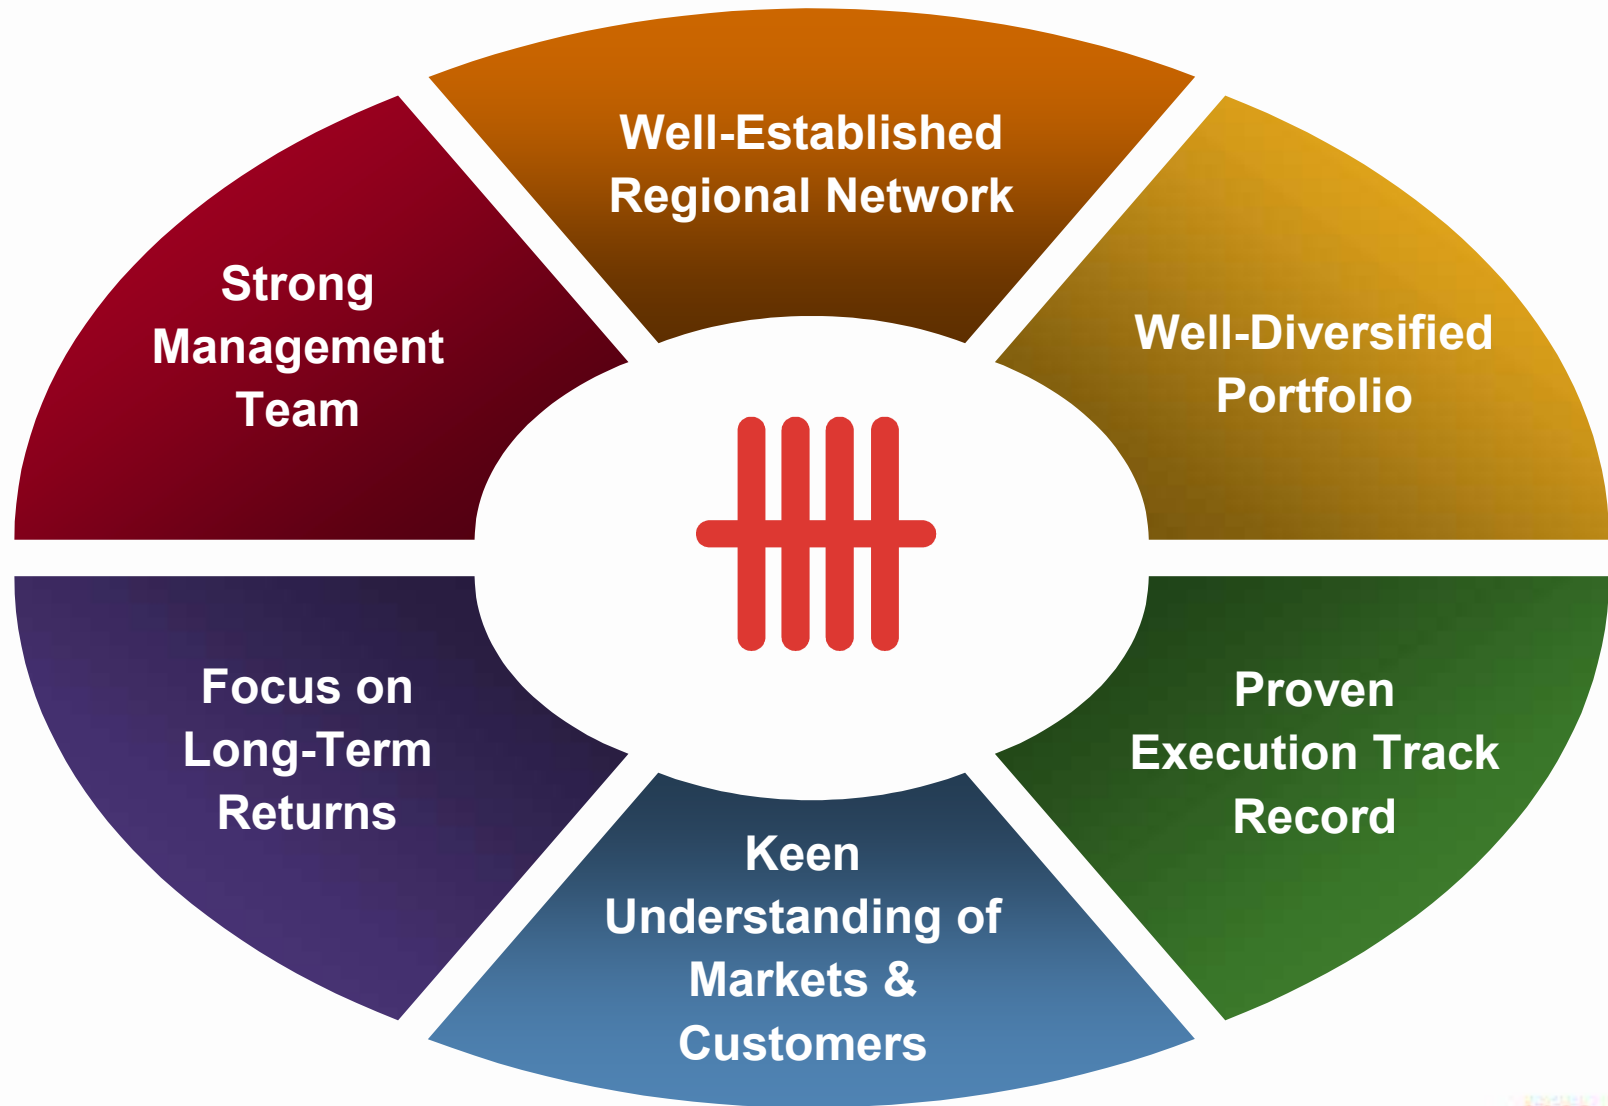 Well-Established
Regional Network
Well-Diversified
Portfolio
Proven
Execution Track
Record
Keen
Understanding of
Markets &
Customers
Focus on
Long-Term
Returns
Strong
Management
Team